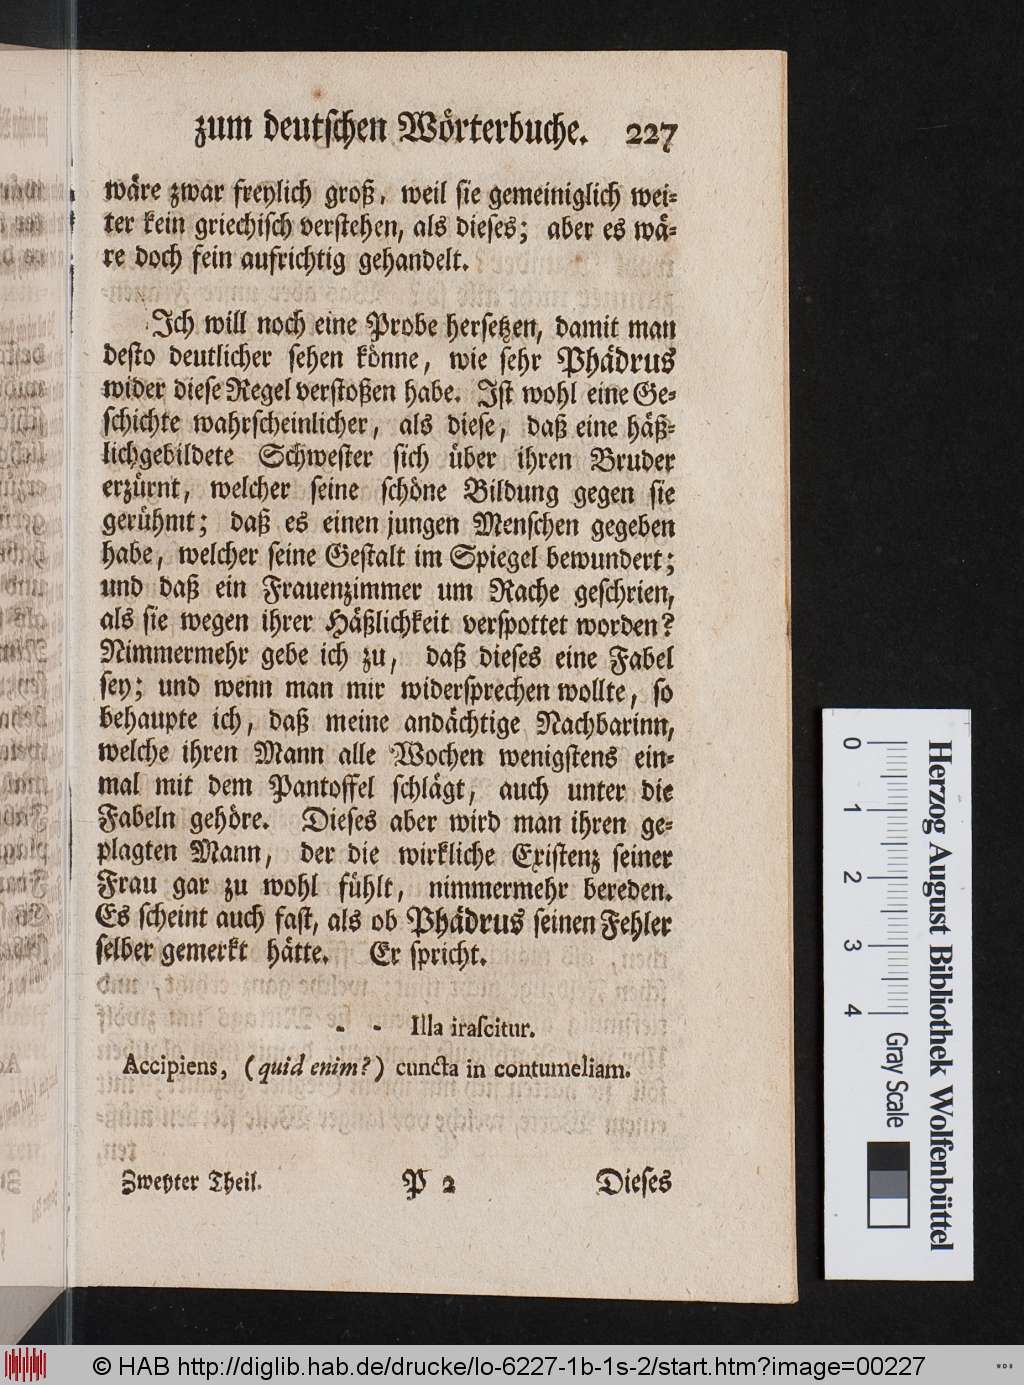 zum deutschen Wörterbuche. 227
wäre zwar freylich groß, weil sie gemeiniglich wei=
ter kein griechisch verstehen, als dieses; aber es wä=
re doch fein aufrichtig gehandelt.
Ich will noch eine Probe hersetzen, damit man
desto deutlicher sehen könne, wie sehr Phädrus
wider diese Regel verstoßen habe. Ist wohl eine Ge=
schichte wahrscheinlicher, als diese, daß eine häß=
lichgebildete Schwester sich über ihren Bruder
erzürnt, welcher seine schöne Bildung gegen sie
gerühmt; daß es einen jungen Menschen gegeben
habe, welcher seine Gestalt im Spiegel bewundert;
und daß ein Frauenzimmer um Rache geschrien,
als sie wegen ihrer Häßlichkeit verspottet worden?
Nimmermehr gebe ich zu, daß dieses eine Fabel
sey; und wenn man mir widersprechen wollte, so
behaupte ich, daß meine andächtige Nachbarinn,
welche ihren Mann alle Wochen wenigstens ein=
mal mit dem Pantoffel schlägt, auch unter die
Fabeln gehöre. Dieses aber wird man ihren ge=
plagten Mann, der die wirkliche Existenz seiner
Frau gar zu wohl fühlt, nimmermehr bereden.
Es scheint auch fast, als ob Phädrus seinen Fehler
selber gemerkt hätte. Er spricht.
- - Illa irascitur.
Accipiens, (quid enim?) cuncta in contumeliam.
Zweyter Theil. P 2 Dieses
0 1 2 3 4 Gray Scale
Herzog August Bibliothek Wolfenbüttel
© HAB http://diglib.hab.de/drucke/lo-6227-1b-1s-2/start.htm?image=00227